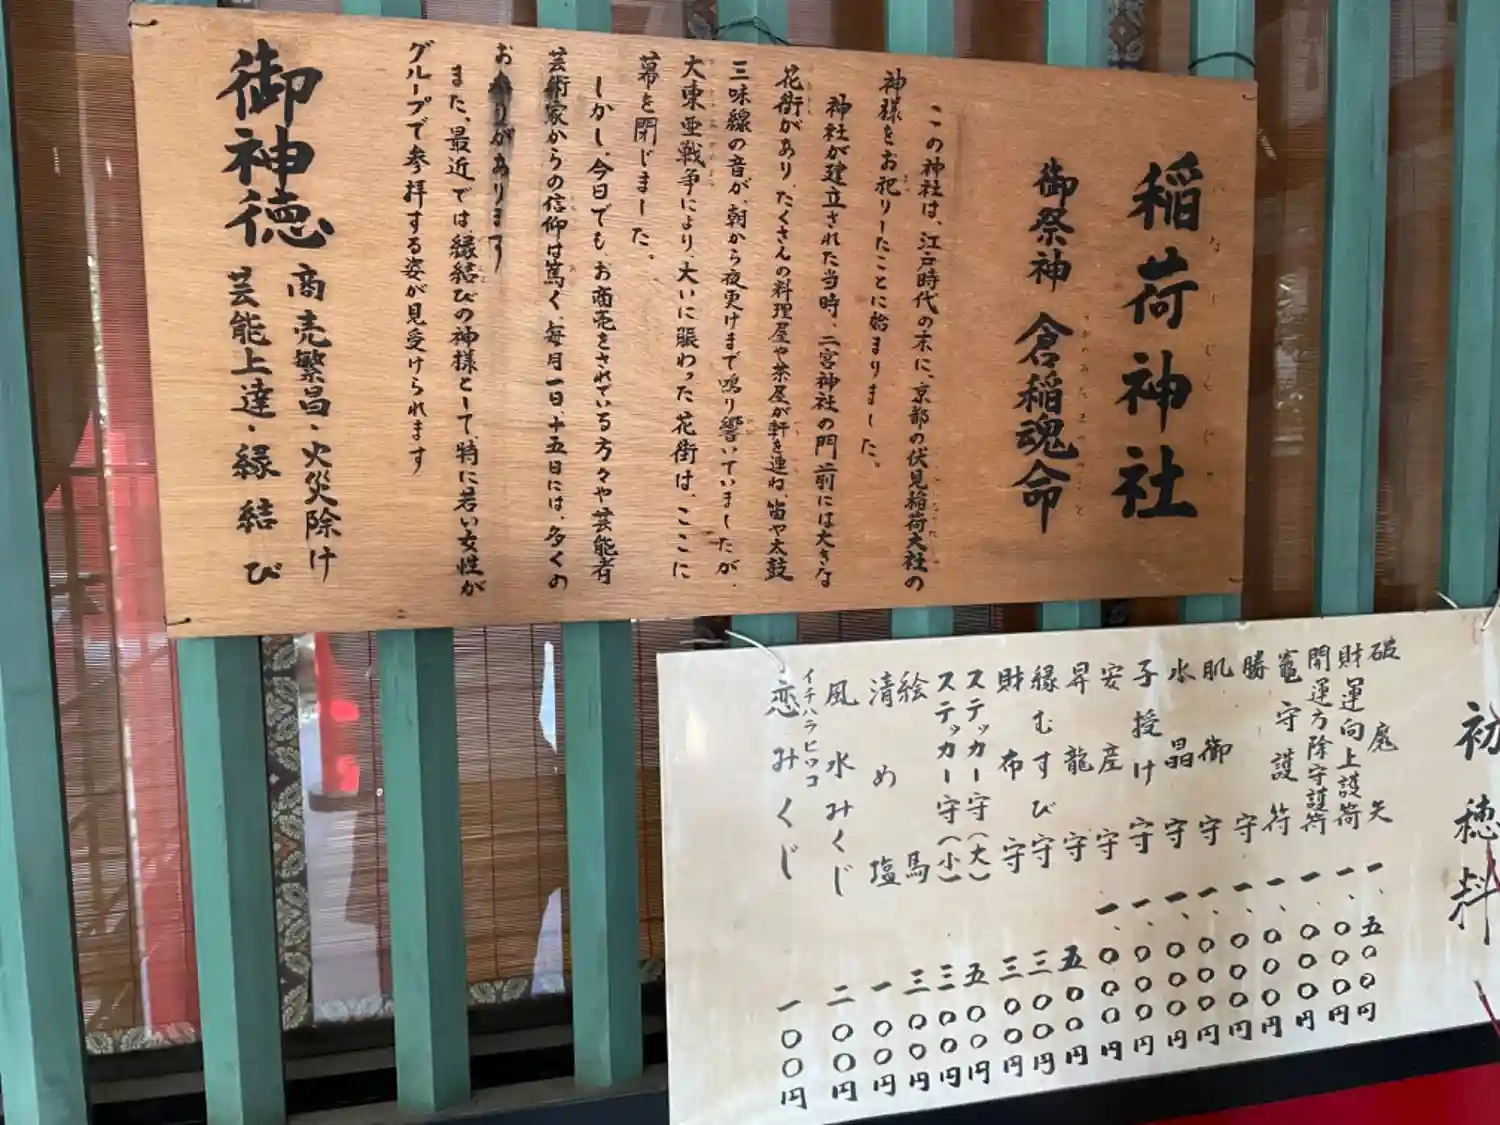 稲荷神社
いなりじんじゃ
御祭神 倉稲魂命
この神社は、江戸時代の末に、京都の伏見稲荷大社の
神様をお祀りしたことに始まりました。
神社が建立された当時、二宮神社の門前には大きな
花街があり、たくさんの料理屋や茶屋が軒を連ね、笛や太鼓
三味線の音が、朝から夜更けまで鳴り響いていましたが、
大東亜戦争により、大いに賑わった花街は、ここに
幕を閉じました。
しかし、今日でも、お商売をされている方々や芸能者
芸術家からの信仰は篤く、毎月一日、十五日には、多くの
お参りがあります
また、最近では縁結びの神様として、特に若い女性が
グループで参拝する姿が見受けられます
御神徳
商売繁昌・火災除け
芸能上達・縁結び
初穂料
破魔矢 一、五〇〇円
財運向上護符 一、〇〇〇円
開運方除守護符 一、〇〇〇円
竈守護符 一、〇〇〇円
勝守 一、〇〇〇円
肌御守 一、〇〇〇円
水晶守 一、〇〇〇円
子授け守 一、〇〇〇円
安産守 一、〇〇〇円
昇龍守 五〇〇円
縁むすび守 三〇〇円
財布守 三〇〇円
ステッカー守(大) 五〇〇円
ステッカー守(小) 三〇〇円
絵馬 三〇〇円
清め塩 一〇〇円
風水みくじ 二〇〇円
イチハラヒロコ
恋みくじ 一〇〇円